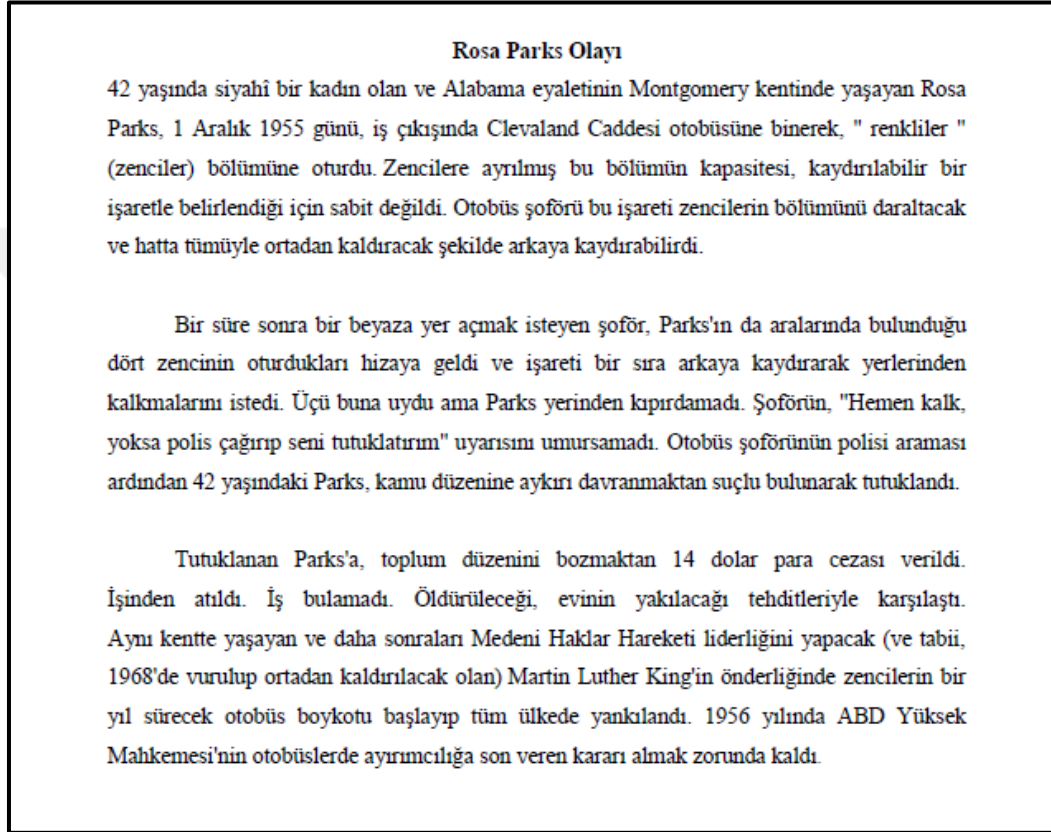 Rosa Parks Olayı
42 yaşında siyahî bir kadın olan ve Alabama eyaletinin Montgomery kentinde yaşayan Rosa
Parks, 1 Aralık 1955 günü, iş çıkışında Clevaland Caddesi otobüsüne binerek, " renkliler "
(zenciler) bölümüne oturdu. Zencilere ayrılmış bu bölümün kapasitesi, kaydırılabilir bir
işaretle belirlendiği için sabit değildi. Otobüs şoförü bu işareti zencilerin bölümünü daraltacak
ve hatta tümüyle ortadan kaldıracak şekilde arkaya kaydırabilirdi.
Bir süre sonra bir beyaza yer açmak isteyen şoför, Parks'ın da aralarında bulunduğu
dört zencinin oturdukları hizaya geldi ve işareti bir sıra arkaya kaydırarak yerlerinden
kalkmalarını istedi. Üçü buna uydu ama Parks yerinden kıpırdamadı. Şoförün, "Hemen kalk,
yoksa polis çağırıp seni tutuklatırım" uyarısını umursamadı. Otobüs şoförünün polisi araması
ardından 42 yaşındaki Parks, kamu düzenine aykırı davranmaktan suçlu bulunarak tutuklandı.
Tutuklanan Parks'a, toplum düzenini bozmaktan 14 dolar para cezası verildi.
İşinden atıldı. İş bulamadı. Öldürüleceği, evinin yakılacağı tehditleriyle karşılaştı.
Aynı kentte yaşayan ve daha sonraları Medeni Haklar Hareketi liderliğini yapacak (ve tabii,
1968'de vurulup ortadan kaldırılacak olan) Martin Luther King'in önderliğinde zencilerin bir
yıl sürecek otobüs boykotu başlayıp tüm ülkede yankılandı. 1956 yılında ABD Yüksek
Mahkemesi'nin otobüslerde ayırımcılığa son veren kararı almak zorunda kaldı.